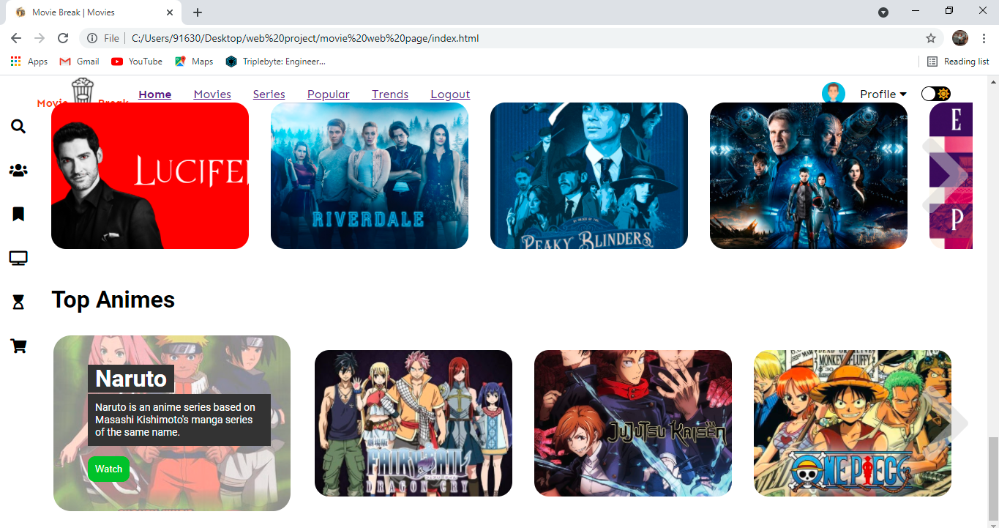 Movie Break | Movies
File
C:/Users/91630/Desktop/web%20project/movie%20web%20page/index.html
Apps Gmail YouTube Maps Triplebyte: Engineer... Reading list
Movie Break Home Movies Series Popular Trends Logout Profile
LUCIFE
RIVERDALE
PEAKY BLINDERS
E
P
Top Animes
Naruto
Naruto is an anime series based on
Masashi Kishimoto's manga series
of the same name.
Watch
FAIRY TAIL
DRAGON CRY
JUJUTSU KAISEN
MONKEY·D·LUFFY
ONE PIECE